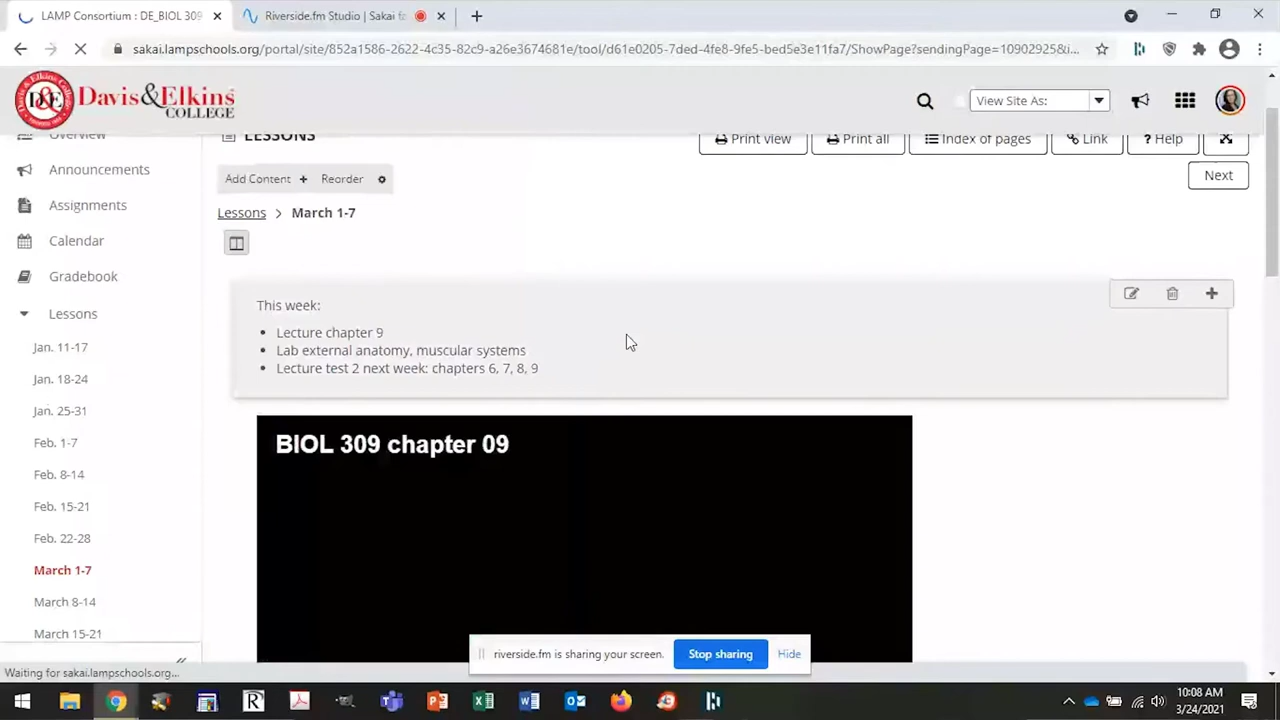 LAMP Consortium : DE_BIOL 309
Riverside.fm Studio | Sakai fa
sakai.lampschools.org/portal/site/852a1586-2622-4c35-82c9-a26e3674681e/tool/d61e0205-7ded-4fe8-9fe5-bed5e3e11fa7/ShowPage?sendingPage=10902925&i...
D&E
Davis&Elkins
COLLEGE
View Site As:
Overview
LESSONS
Print view
Print all
Index of pages
Link
? Help
Announcements
Add Content +
Reorder
Next
Assignments
Lessons > March 1-7
Calendar
Gradebook
This week:
Lessons
• Lecture chapter 9
Jan. 11-17
• Lab external anatomy, muscular systems
• Lecture test 2 next week: chapters 6, 7, 8, 9
Jan. 18-24
Jan. 25-31
Feb. 1-7
BIOL 309 chapter 09
Feb. 8-14
Feb. 15-21
Feb. 22-28
March 1-7
March 8-14
March 15-21
riverside.fm is sharing your screen.
Stop sharing
Hide
Waiting for sakai.lampschools.org...
10:08 AM
3/24/2021